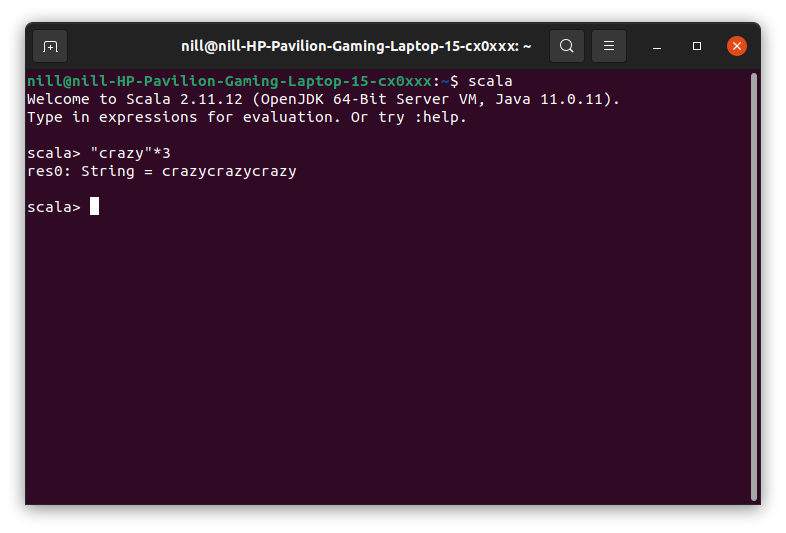 nill@nill-HP-Pavilion-Gaming-Laptop-15-cx0xxx: ~
nill@nill-HP-Pavilion-Gaming-Laptop-15-cx0xxx:~$ scala
Welcome to Scala 2.11.12 (OpenJDK 64-Bit Server VM, Java 11.0.11).
Type in expressions for evaluation. Or try :help.
scala> "crazy"*3
res0: String = crazycrazycrazy
scala>